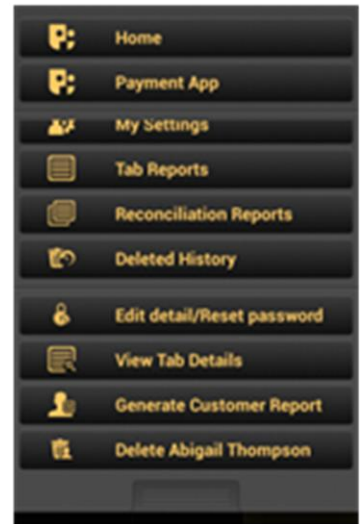 Home
Payment App
My Settings
Tab Reports
Reconciliation Reports
Deleted History
Edit detail/Reset password
View Tab Details
Generate Customer Report
Delete Abigail Thompson